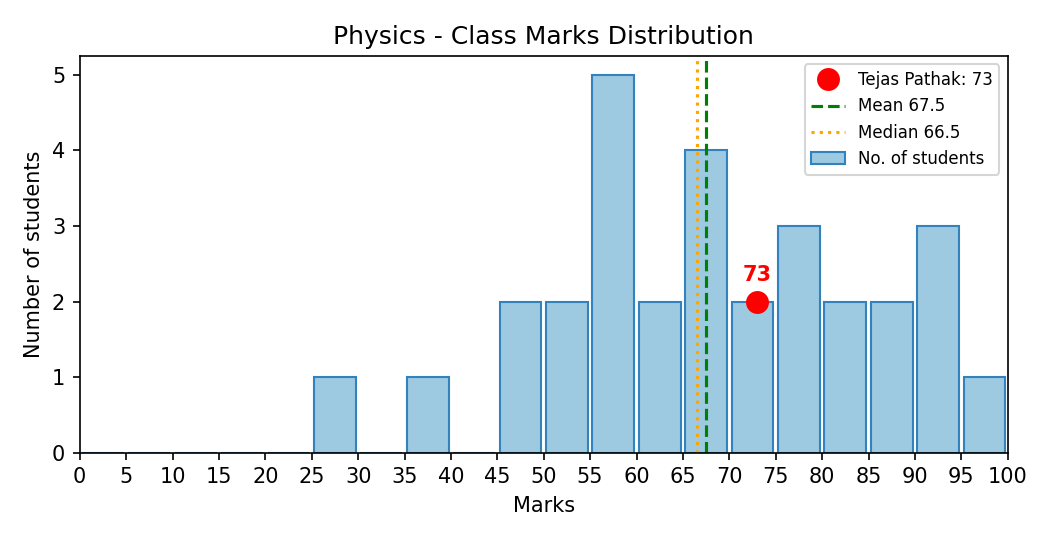 Physics - Class Marks Distribution
Tejas Pathak: 73
Mean 67.5
Median 66.5
No. of students
Number of students
5
4
3
2
1
0
73
0 5 10 15 20 25 30 35 40 45 50 55 60 65 70 75 80 85 90 95 100
Marks